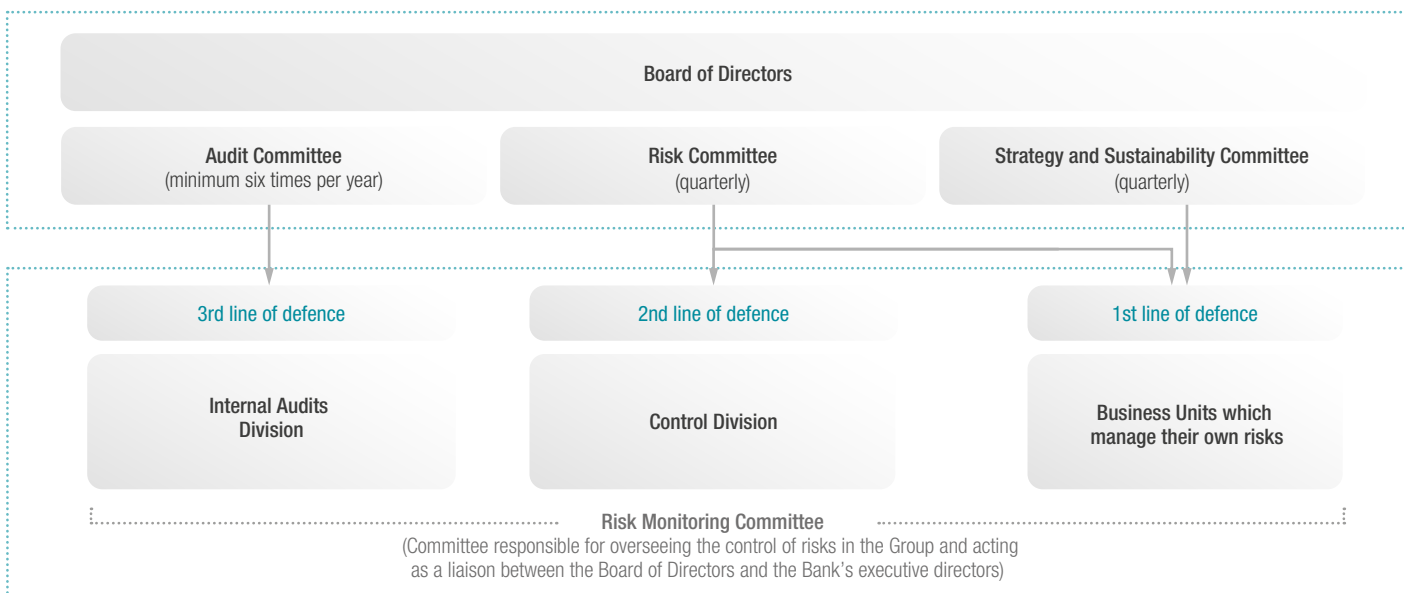 Board of Directors
Audit Committee
(minimum six times per year)
Risk Committee
(quarterly)
Strategy and Sustainability Committee
(quarterly)
3rd line of defence
2nd line of defence
1st line of defence
Internal Audits
Division
Control Division
Business Units which
manage their own risks
Risk Monitoring Committee
(Committee responsible for overseeing the control of risks in the Group and acting
as a liaison between the Board of Directors and the Bank’s executive directors)